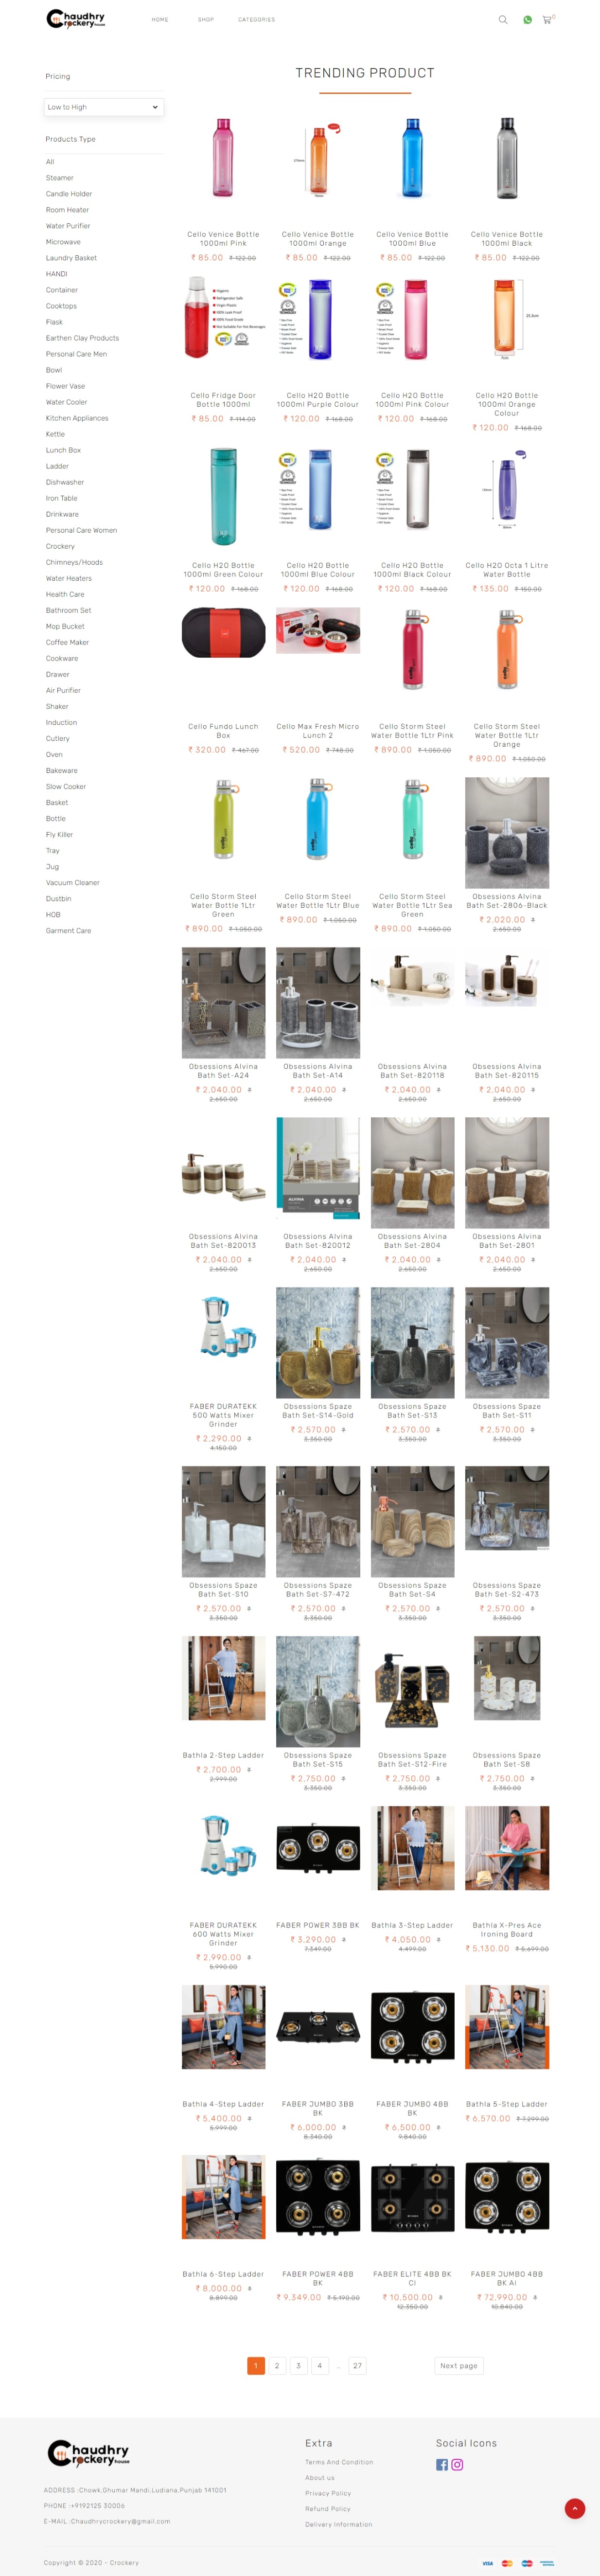 Chaudhry
Crockery house
HOME SHOP CATEGORIES
0
Pricing
Low to High
Products Type
All
Steamer
Candle Holder
Room Heater
Water Purifier
Microwave
Laundry Basket
HANDI
Container
Cooktops
Flask
Earthen Clay Products
Personal Care Men
Bowl
Flower Vase
Water Cooler
Kitchen Appliances
Kettle
Lunch Box
Ladder
Dishwasher
Iron Table
Drinkware
Personal Care Women
Crockery
Chimneys/Hoods
Water Heaters
Health Care
Bathroom Set
Mop Bucket
Coffee Maker
Cookware
Drawer
Air Purifier
Shaker
Induction
Cutlery
Oven
Bakeware
Slow Cooker
Basket
Bottle
Fly Killer
Tray
Jug
Vacuum Cleaner
Dustbin
HOB
Garment Care
TRENDING PRODUCT
Cello Venice Bottle
1000ml Pink
₹ 85.00 ₹ 122.00
Cello Venice Bottle
1000ml Orange
₹ 85.00 ₹ 122.00
Cello Venice Bottle
1000ml Blue
₹ 85.00 ₹ 122.00
Cello Venice Bottle
1000ml Black
₹ 85.00 ₹ 122.00
Cello Fridge Door
Bottle 1000ml
₹ 85.00 ₹ 114.00
Cello H2O Bottle
1000ml Purple Colour
₹ 120.00 ₹ 168.00
Cello H2O Bottle
1000ml Pink Colour
₹ 120.00 ₹ 168.00
Cello H2O Bottle
1000ml Orange
Colour
₹ 120.00 ₹ 168.00
Cello H2O Bottle
1000ml Green Colour
₹ 120.00 ₹ 168.00
Cello H2O Bottle
1000ml Blue Colour
₹ 120.00 ₹ 168.00
Cello H2O Bottle
1000ml Black Colour
₹ 120.00 ₹ 168.00
Cello H2O Octa 1 Litre
Water Bottle
₹ 135.00 ₹ 150.00
Cello Fundo Lunch
Box
₹ 320.00 ₹ 467.00
Cello Max Fresh Micro
Lunch 2
₹ 520.00 ₹ 748.00
Cello Storm Steel
Water Bottle 1Ltr Pink
₹ 890.00 ₹ 1,050.00
Cello Storm Steel
Water Bottle 1Ltr
Orange
₹ 890.00 ₹ 1,050.00
Cello Storm Steel
Water Bottle 1Ltr
Green
₹ 890.00 ₹ 1,050.00
Cello Storm Steel
Water Bottle 1Ltr Blue
₹ 890.00 ₹ 1,050.00
Cello Storm Steel
Water Bottle 1Ltr Sea
Green
₹ 890.00 ₹ 1,050.00
Obsessions Alvina
Bath Set-2806-Black
₹ 2,020.00 ₹
2,650.00
Obsessions Alvina
Bath Set-A24
₹ 2,040.00 ₹
2,650.00
Obsessions Alvina
Bath Set-A14
₹ 2,040.00 ₹
2,650.00
Obsessions Alvina
Bath Set-820118
₹ 2,040.00 ₹
2,650.00
Obsessions Alvina
Bath Set-820115
₹ 2,040.00 ₹
2,650.00
Obsessions Alvina
Bath Set-820013
₹ 2,040.00 ₹
2,650.00
Obsessions Alvina
Bath Set-820012
₹ 2,040.00 ₹
2,650.00
Obsessions Alvina
Bath Set-2804
₹ 2,040.00 ₹
2,650.00
Obsessions Alvina
Bath Set-2801
₹ 2,040.00 ₹
2,650.00
FABER DURATEKK
500 Watts Mixer
Grinder
₹ 2,290.00 ₹
4,150.00
Obsessions Spaze
Bath Set-S14-Gold
₹ 2,570.00 ₹
3,350.00
Obsessions Spaze
Bath Set-S13
₹ 2,570.00 ₹
3,350.00
Obsessions Spaze
Bath Set-S11
₹ 2,570.00 ₹
3,350.00
Obsessions Spaze
Bath Set-S10
₹ 2,570.00 ₹
3,350.00
Obsessions Spaze
Bath Set-S7-472
₹ 2,570.00 ₹
3,350.00
Obsessions Spaze
Bath Set-S4
₹ 2,570.00 ₹
3,350.00
Obsessions Spaze
Bath Set-S2-473
₹ 2,570.00 ₹
3,350.00
Bathla 2-Step Ladder
₹ 2,700.00 ₹
2,999.00
Obsessions Spaze
Bath Set-S15
₹ 2,750.00 ₹
3,350.00
Obsessions Spaze
Bath Set-S12-Fire
₹ 2,750.00 ₹
3,350.00
Obsessions Spaze
Bath Set-S8
₹ 2,750.00 ₹
3,350.00
FABER DURATEKK
600 Watts Mixer
Grinder
₹ 2,990.00 ₹
5,990.00
FABER POWER 3BB BK
₹ 3,290.00 ₹
7,349.00
Bathla 3-Step Ladder
₹ 4,050.00 ₹
4,499.00
Bathla X-Pres Ace
Ironing Board
₹ 5,130.00 ₹ 5,699.00
Bathla 4-Step Ladder
₹ 5,400.00 ₹
5,999.00
FABER JUMBO 3BB
BK
₹ 6,000.00 ₹
8,340.00
FABER JUMBO 4BB
BK
₹ 6,500.00 ₹
9,840.00
Bathla 5-Step Ladder
₹ 6,570.00 ₹ 7,299.00
Bathla 6-Step Ladder
₹ 8,000.00 ₹
8,899.00
FABER POWER 4BB
BK
₹ 9,349.00 ₹ 5,190.00
FABER ELITE 4BB BK
CI
₹ 10,500.00 ₹
12,350.00
FABER JUMBO 4BB
BK AI
₹ 72,990.00 ₹
10,840.00
1 2 3 4 .. 27 Next page
Chaudhry
Crockery house
ADDRESS :Chowk,Ghumar Mandi,Ludiana,Punjab 141001
PHONE :+9192125 30006
E-MAIL :Chaudhrycrockery@gmail.com
Extra
Terms And Condition
About us
Privacy Policy
Refund Policy
Delivery Information
Social Icons
Copyright © 2020 - Crockery
VISA